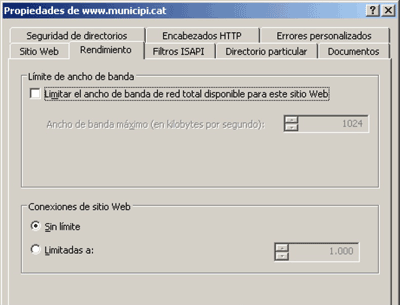 Propiedades de www.municipi.cat
Seguridad de directorios Encabezados HTTP Errores personalizados
Sitio Web Rendimiento Filtros ISAPI Directorio particular Documentos
Límite de ancho de banda
Limitar el ancho de banda de red total disponible para este sitio Web
Ancho de banda máximo (en kilobytes por segundo): 1024
Conexiones de sitio Web
Sin límite
Limitadas a: 1.000